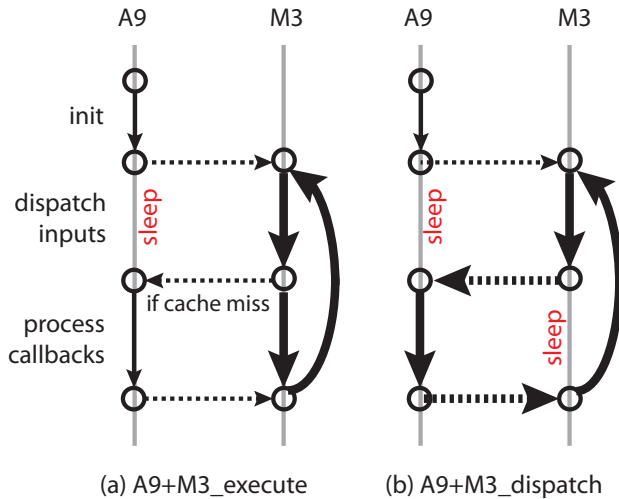 A9 M3 A9 M3
init
dispatch
inputs
sleep
sleep
if cache miss
process
callbacks
sleep
(a) A9+M3_execute
(b) A9+M3_dispatch